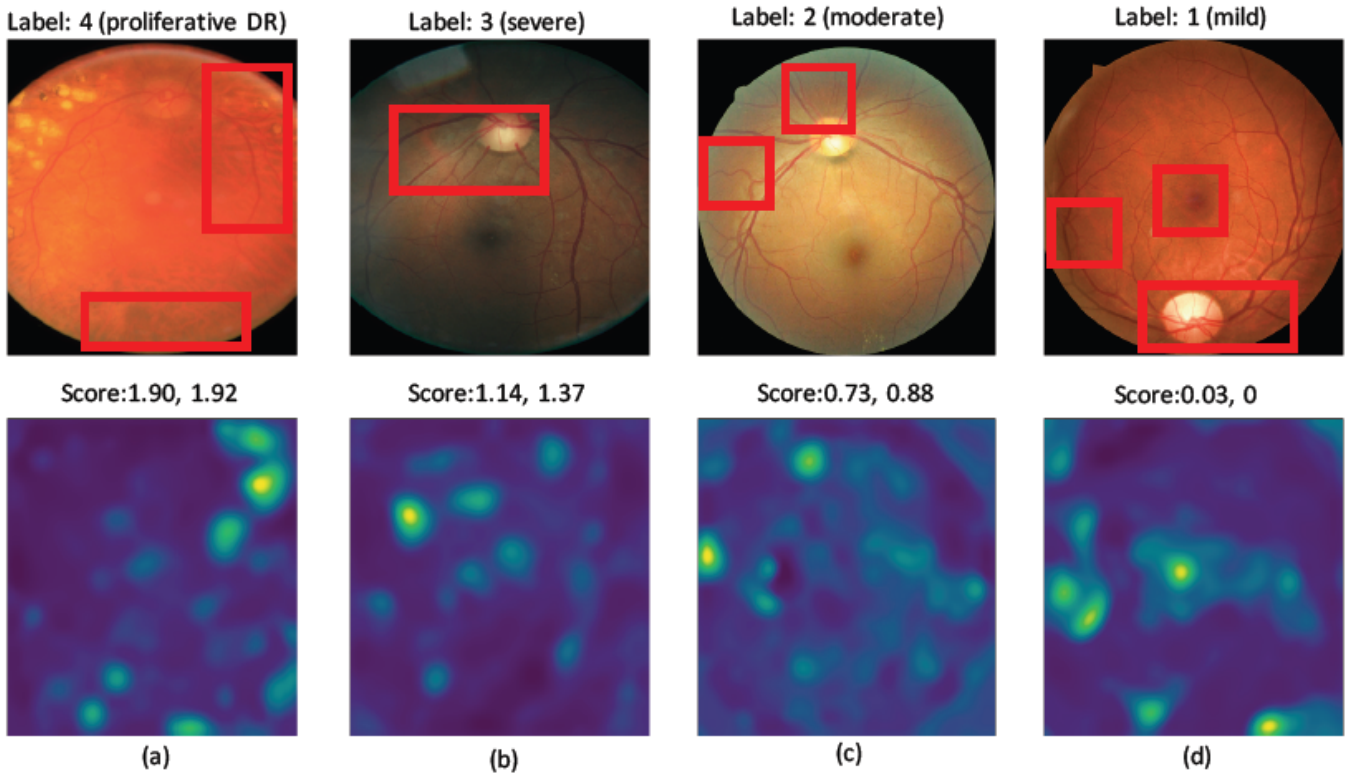 Label: 4 (proliferative DR)
Label: 3 (severe)
Label: 2 (moderate)
Label: 1 (mild)
Score:1.90, 1.92
Score:1.14, 1.37
Score:0.73, 0.88
Score:0.03, 0
(a)
(b)
(c)
(d)